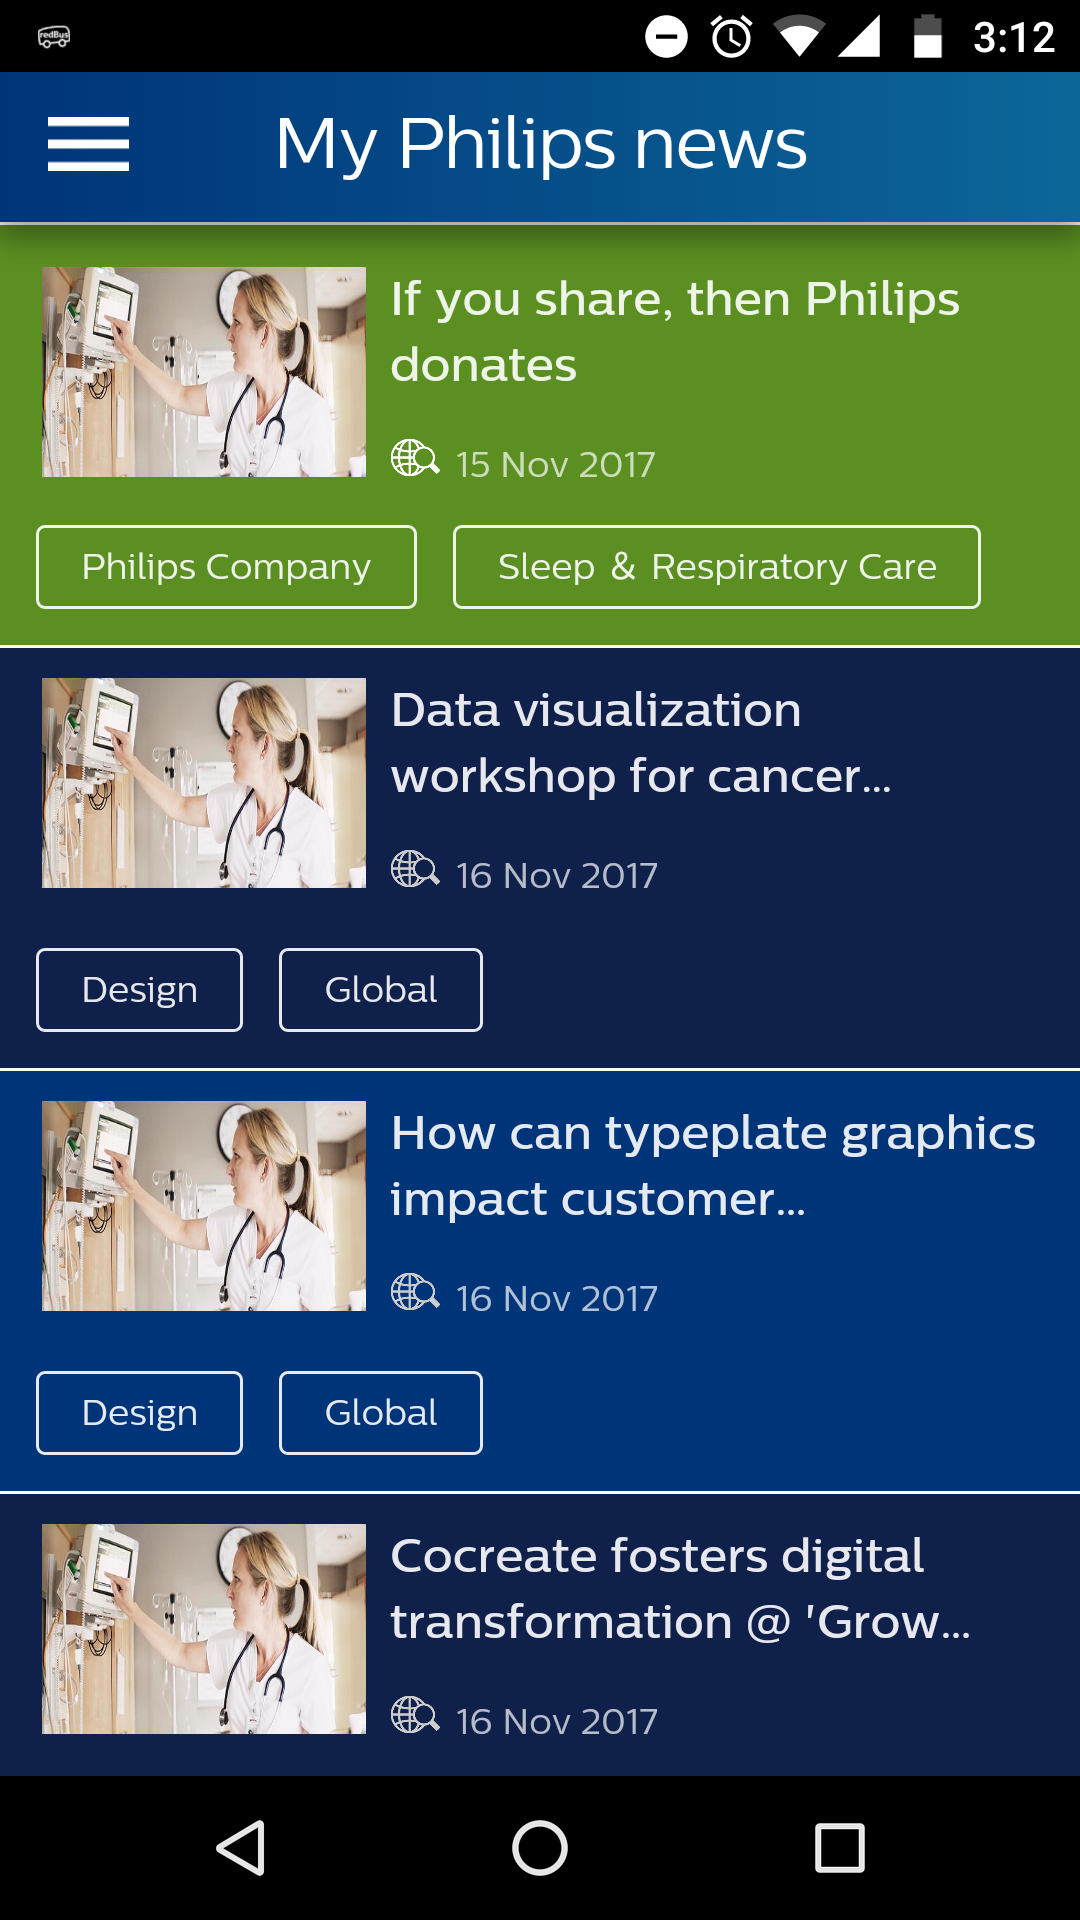 redBus
3:12
My Philips news
If you share, then Philips
donates
15 Nov 2017
Philips Company
Sleep & Respiratory Care
Data visualization
workshop for cancer...
16 Nov 2017
Design
Global
How can typeplate graphics
impact customer...
16 Nov 2017
Design
Global
Cocreate fosters digital
transformation @ 'Grow...
16 Nov 2017